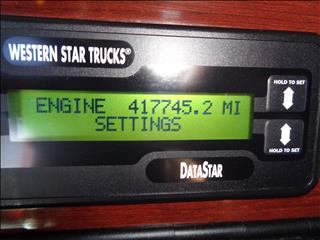 WESTERN STAR TRUCKS®
HOLD TO SET
ENGINE 417745.2 MI
SETTINGS
HOLD TO SET
DATASTAR